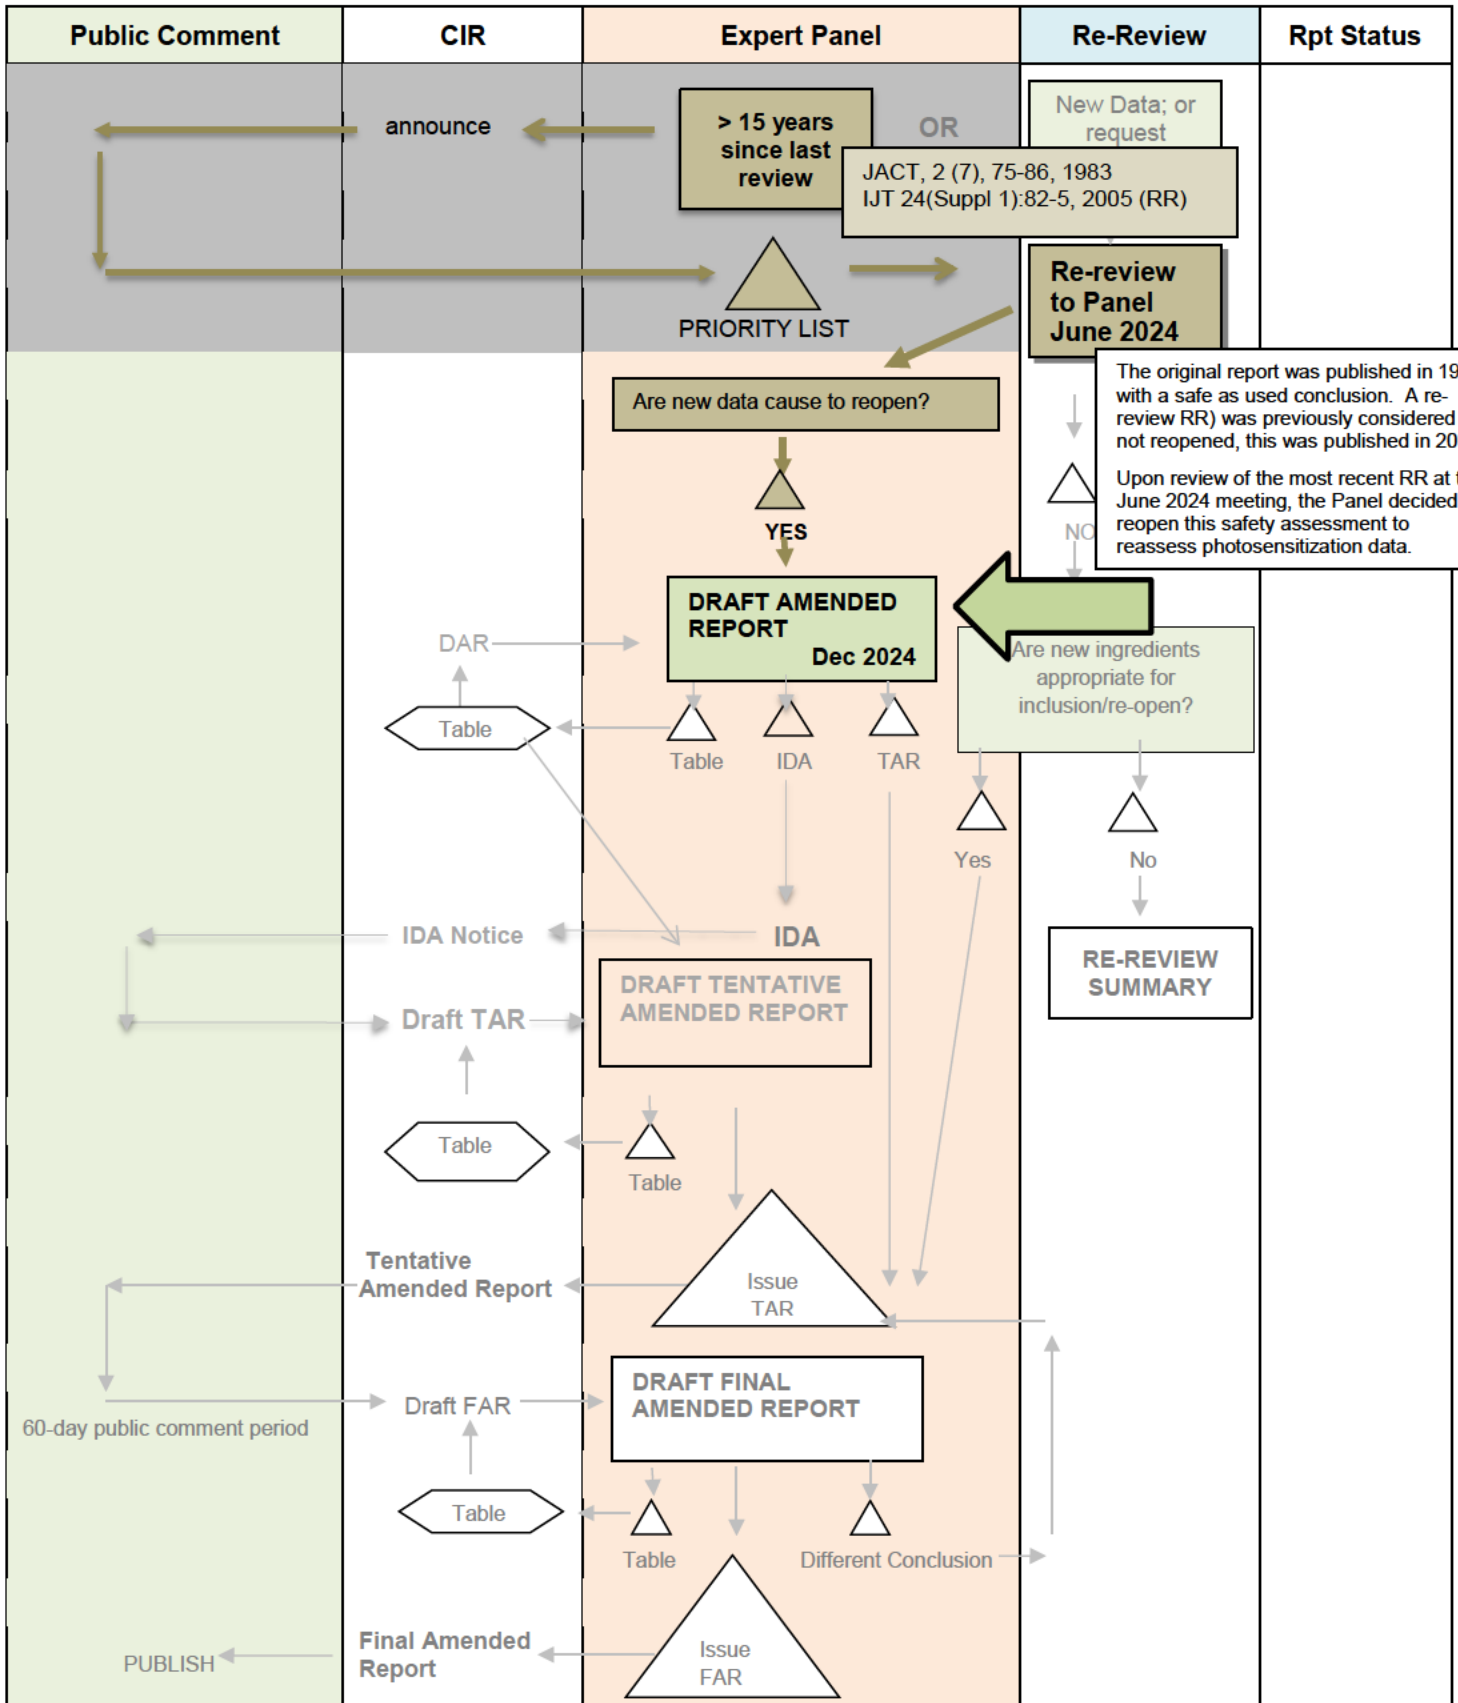 Public Comment
CIR
Expert Panel
Re-Review
Rpt Status
announce
> 15 years
since last
review
OR
New Data; or
request
JACT, 2 (7), 75-86, 1983
IJT 24(Suppl 1):82-5, 2005 (RR)
PRIORITY LIST
Re-review
to Panel
June 2024
The original report was published in 19
with a safe as used conclusion. A re-
review RR) was previously considered
not reopened, this was published in 20
Upon review of the most recent RR at
June 2024 meeting, the Panel decided
reopen this safety assessment to
reassess photosensitization data.
Are new data cause to reopen?
YES
NO
DRAFT AMENDED
REPORT
Dec 2024
DAR
Table
Table
IDA
TAR
Are new ingredients
appropriate for
inclusion/re-open?
Yes
No
IDA Notice
IDA
DRAFT TENTATIVE
AMENDED REPORT
RE-REVIEW
SUMMARY
Draft TAR
Table
Table
Tentative
Amended Report
Issue
TAR
DRAFT FINAL
AMENDED REPORT
Draft FAR
60-day public comment period
Table
Table
Different Conclusion
Final Amended
Report
PUBLISH
Issue
FAR